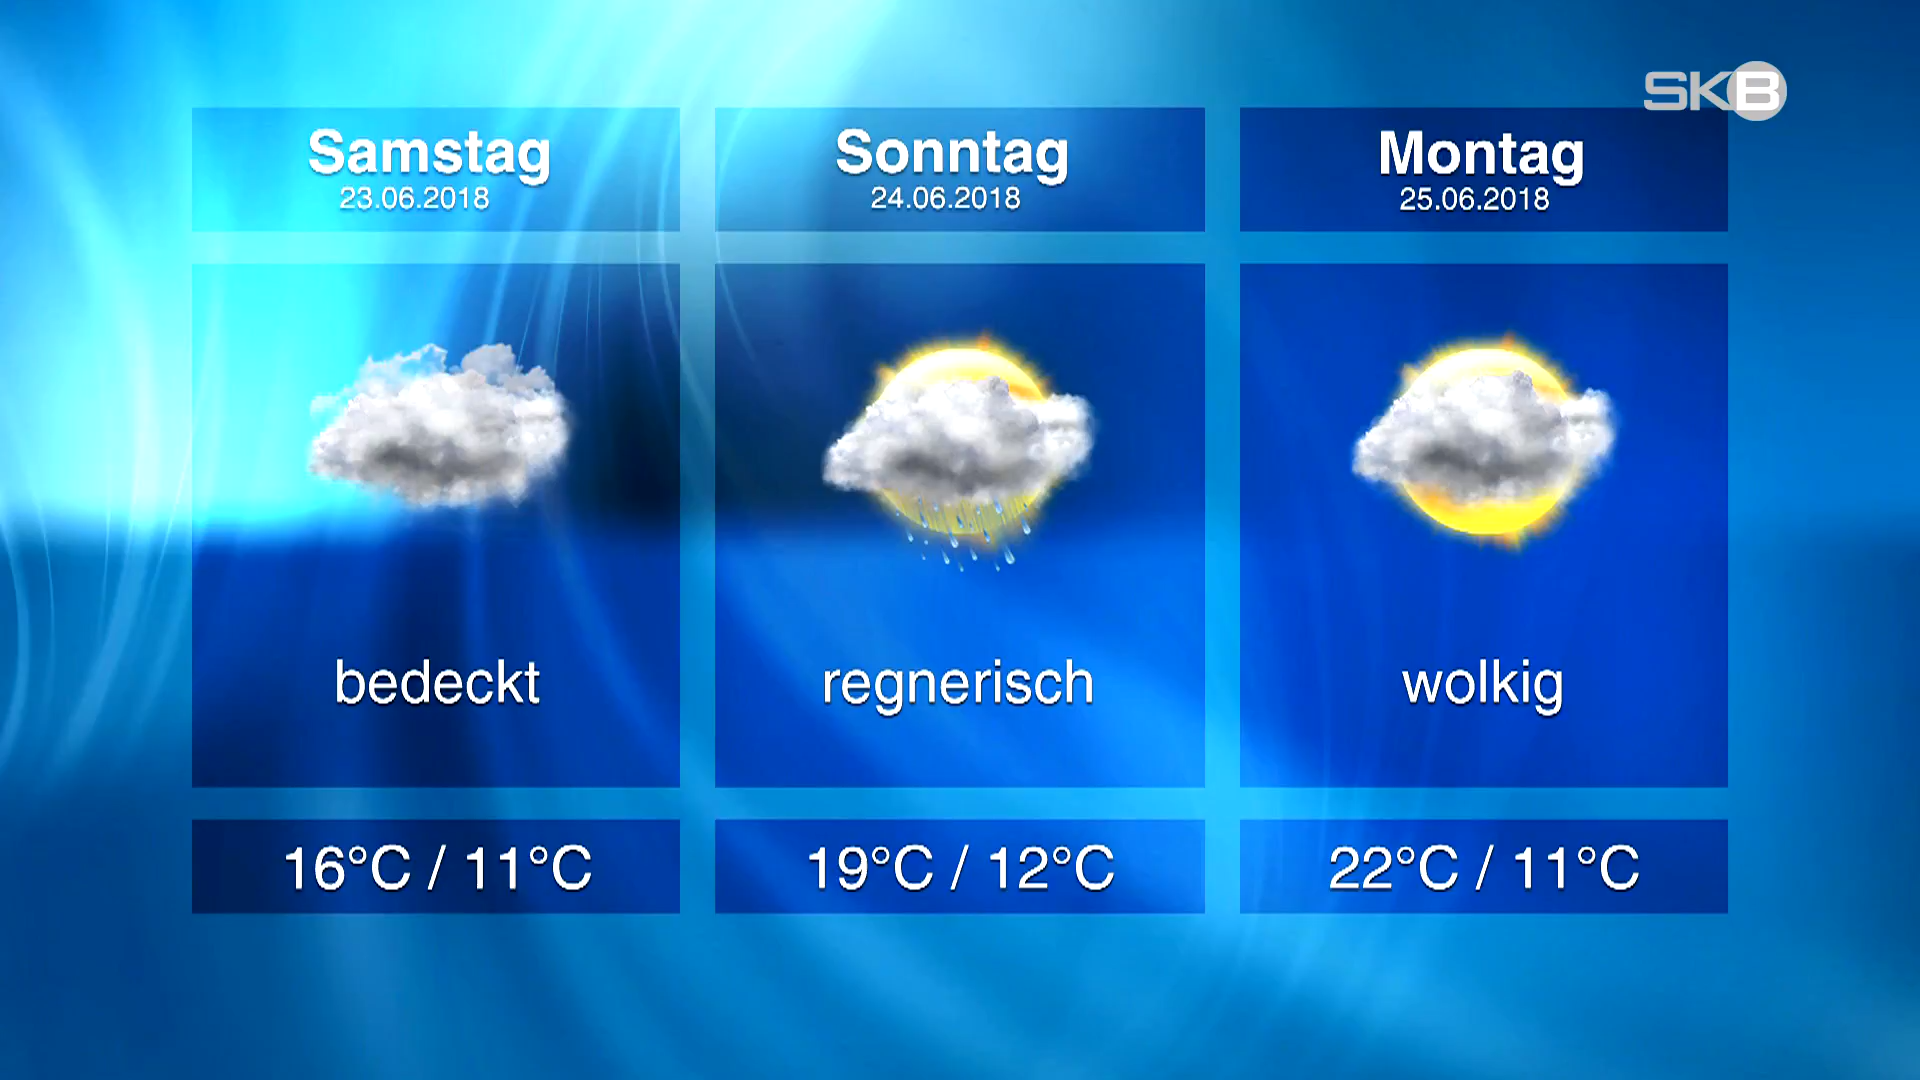 SKB
Samstag
23.06.2018
Sonntag
24.06.2018
Montag
25.06.2018
bedeckt
regnerisch
wolkig
16°C / 11°C
19°C / 12°C
22°C / 11°C